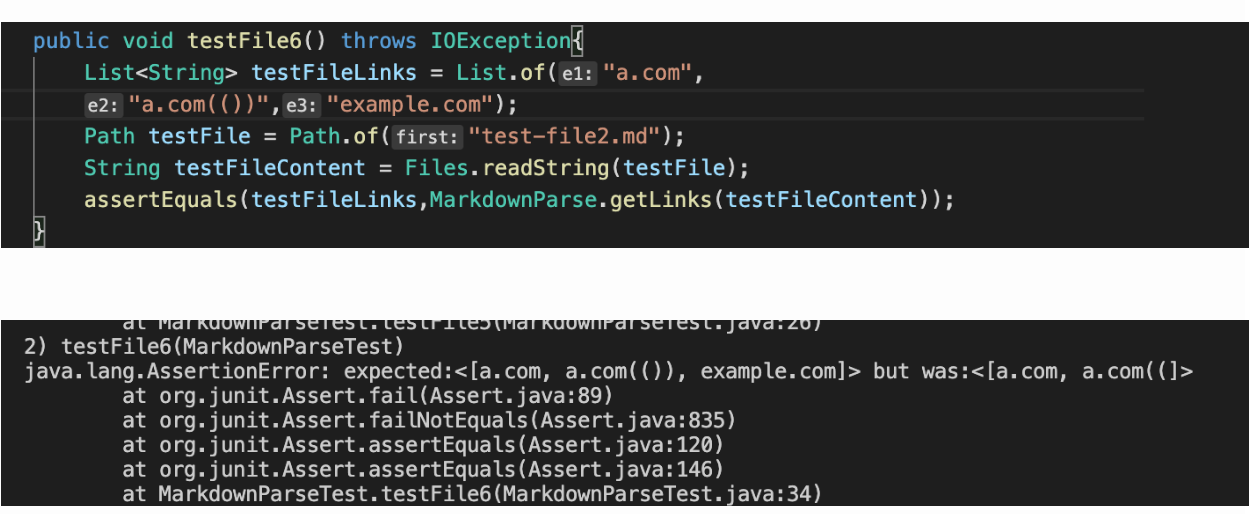 public void testFile6() throws IOException{
List<String> testFileLinks = List.of( e1: "a.com",
e2: "a.com(())", e3: "example.com");
Path testFile = Path.of( first: "test-file2.md");
String testFileContent = Files.readString(testFile);
assertEquals(testFileLinks,MarkdownParse.getLinks(testFileContent));
}
at MarkdownParseTest.testFile5(MarkdownParseTest.java:26)
2) testFile6(MarkdownParseTest)
java.lang.AssertionError: expected:<[a.com, a.com(()), example.com]> but was:<[a.com, a.com((]>
at org.junit.Assert.fail(Assert.java:89)
at org.junit.Assert.failNotEquals(Assert.java:835)
at org.junit.Assert.assertEquals(Assert.java:120)
at org.junit.Assert.assertEquals(Assert.java:146)
at MarkdownParseTest.testFile6(MarkdownParseTest.java:34)